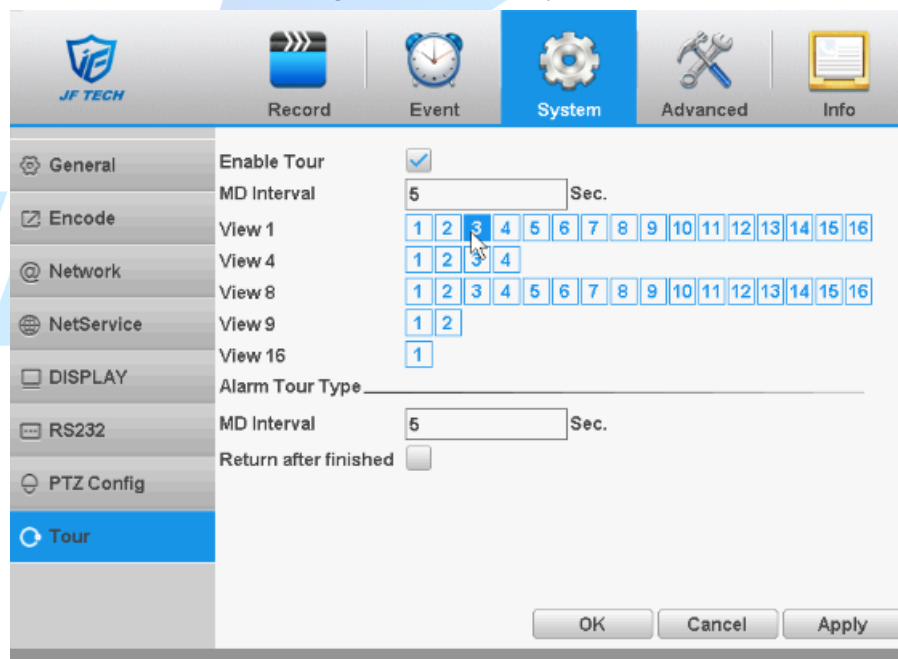 JF TECH
Record Event System Advanced Info
General
Encode
Network
NetService
DISPLAY
RS232
PTZ Config
Tour
Enable Tour
MD Interval 5 Sec.
View 1 1 2 3 4 5 6 7 8 9 10 11 12 13 14 15 16
View 4 1 2 3 4
View 8 1 2 3 4 5 6 7 8 9 10 11 12 13 14 15 16
View 9 1 2
View 16 1
Alarm Tour Type
MD Interval 5 Sec.
Return after finished
OK Cancel Apply